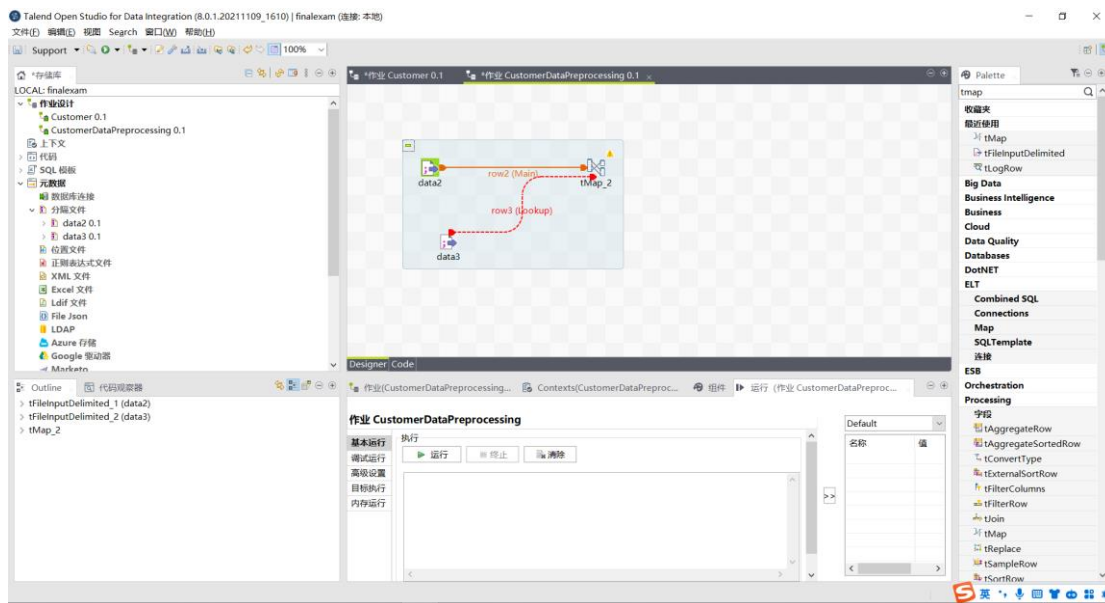 Talend Open Studio for Data Integration (8.0.1.20211109_1610) | finalexam (连接: 本地)
文件(F) 编辑(E) 视图 Search 窗口(W) 帮助(H)
Support 100%
*存储库
LOCAL: finalexam
作业设计
Customer 0.1
CustomerDataPreprocessing 0.1
上下文
代码
SQL 模板
元数据
数据库连接
分隔文件
data2 0.1
data3 0.1
位置文件
正则表达式文件
XML 文件
Excel 文件
Ldif 文件
File Json
LDAP
Azure 存储
Google 驱动器
Marketo
*作业 Customer 0.1
*作业 CustomerDataPreprocessing 0.1
data2
row2 (Main)
tMap_2
row3 (Lookup)
data3
Designer Code
Palette
tmap
收藏夹
最近使用
tMap
tFileInputDelimited
tLogRow
Big Data
Business Intelligence
Business
Cloud
Data Quality
Databases
DotNET
ELT
Combined SQL
Connections
Map
SQLTemplate
连接
ESB
Orchestration
Processing
字段
tAggregateRow
tAggregateSortedRow
tConvertType
tExternalSortRow
tFilterColumns
tFilterRow
tJoin
tMap
tReplace
tSampleRow
tSortRow
Outline 代码观察器
tFileInputDelimited_1 (data2)
tFileInputDelimited_2 (data3)
tMap_2
作业(CustomerDataPreprocessing...
Contexts(CustomerDataPreproc...
组件
运行 (作业 CustomerDataPreproc...
作业 CustomerDataPreprocessing
基本运行
调试运行
高级设置
目标执行
内存运行
执行
运行
终止
清除
>>
Default
名称 值
英